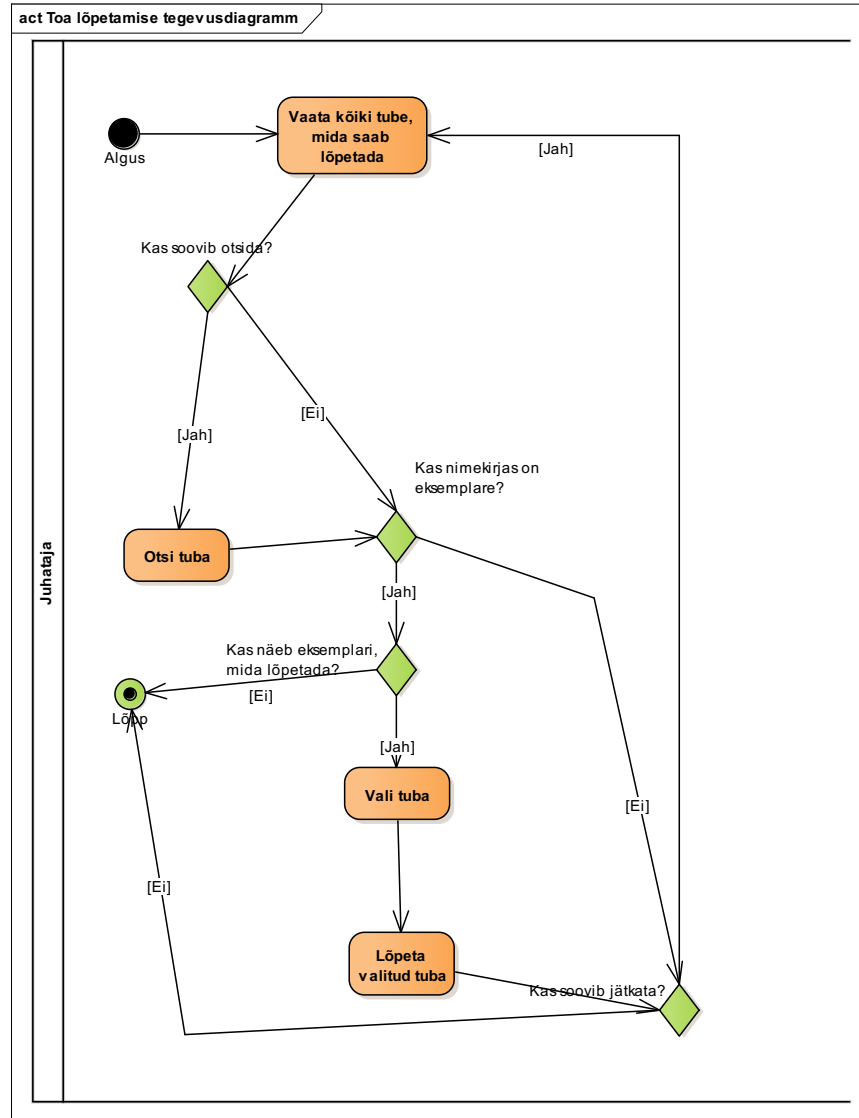 act Toa lõpetamise tegevusdiagramm
Juhataja
Algus
Vaata kõiki tube,
mida saab
lõpetada
[Jah]
Kas soovib otsida?
[Jah]
[Ei]
Kas nimekirjas on
eksemplare?
Otsi tuba
[Jah]
Kas näeb eksemplari,
mida lõpetada?
[Ei]
Lõpp
[Jah]
Vali tuba
[Ei]
[Ei]
Lõpeta
valitud tuba
Kas soovib jätkata?